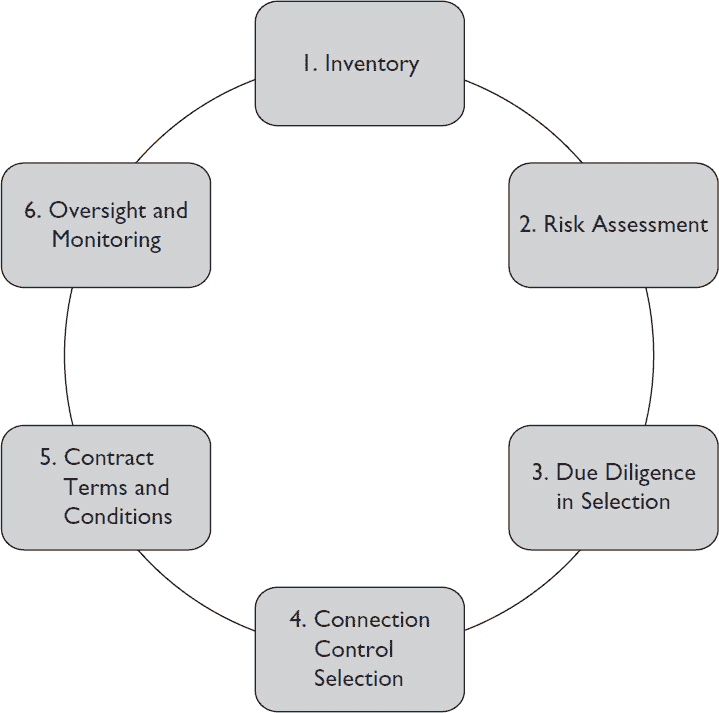 1. Inventory
2. Risk Assessment
3. Due Diligence
in Selection
4. Connection
Control
Selection
5. Contract
Terms and
Conditions
6. Oversight and
Monitoring